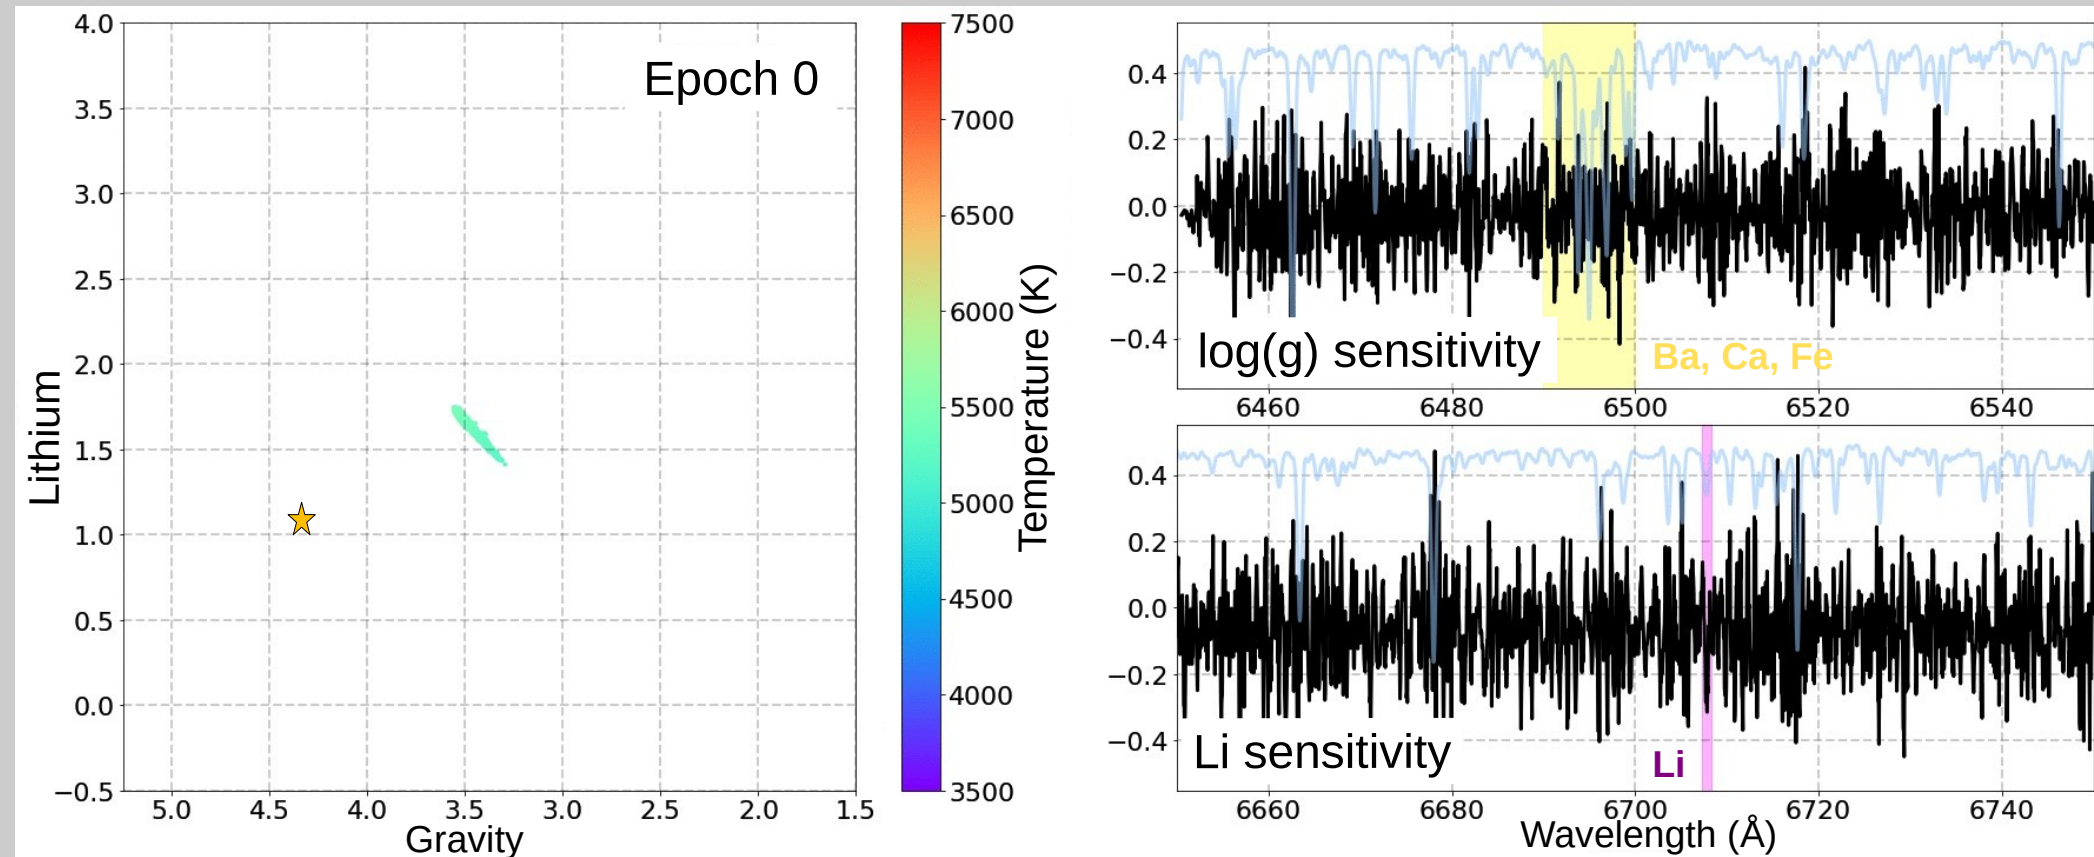 4.0
3.5
3.0
2.5
2.0
1.5
1.0
0.5
0.0
−0.5
Lithium
Epoch 0
5.0 4.5 4.0 3.5 3.0 2.5 2.0 1.5
Gravity
7500
7000
6500
6000
5500
5000
4500
4000
3500
Temperature (K)
0.4
0.2
0.0
−0.2
−0.4
log(g) sensitivity
Ba, Ca, Fe
6460 6480 6500 6520 6540
0.4
0.2
0.0
−0.2
−0.4
Li sensitivity
Li
6660 6680 6700 6720 6740
Wavelength (Å)